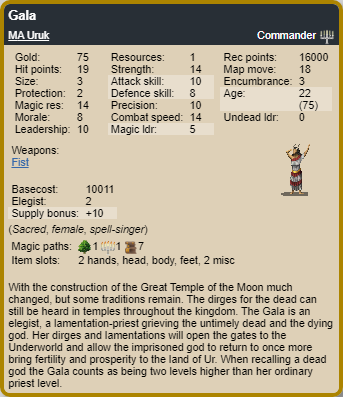 Gala
MA Uruk Commander
Gold: 75 Resources: 1 Rec points: 16000
Hit points: 19 Strength: 14 Map move: 18
Size: 3 Attack skill: 10 Encumbrance: 3
Protection: 2 Defence skill: 8 Age: 22
Magic res: 14 Precision: 10 (75)
Morale: 8 Combat speed: 14 Undead ldr: 0
Leadership: 10 Magic ldr: 5
Weapons:
Fist
Basecost: 10011
Elegist: 2
Supply bonus: +10
(Sacred, female, spell-singer)
Magic paths: 1 1 7
Item slots: 2 hands, head, body, feet, 2 misc
With the construction of the Great Temple of the Moon much
changed, but some traditions remain. The dirges for the dead can
still be heard in temples throughout the kingdom. The Gala is an
elegist, a lamentation-priest grieving the untimely dead and the dying
god. Her dirges and lamentations will open the gates to the
Underworld and allow the imprisoned god to return to once more
bring fertility and prosperity to the land of Ur. When recalling a dead
god the Gala counts as being two levels higher than her ordinary
priest level.